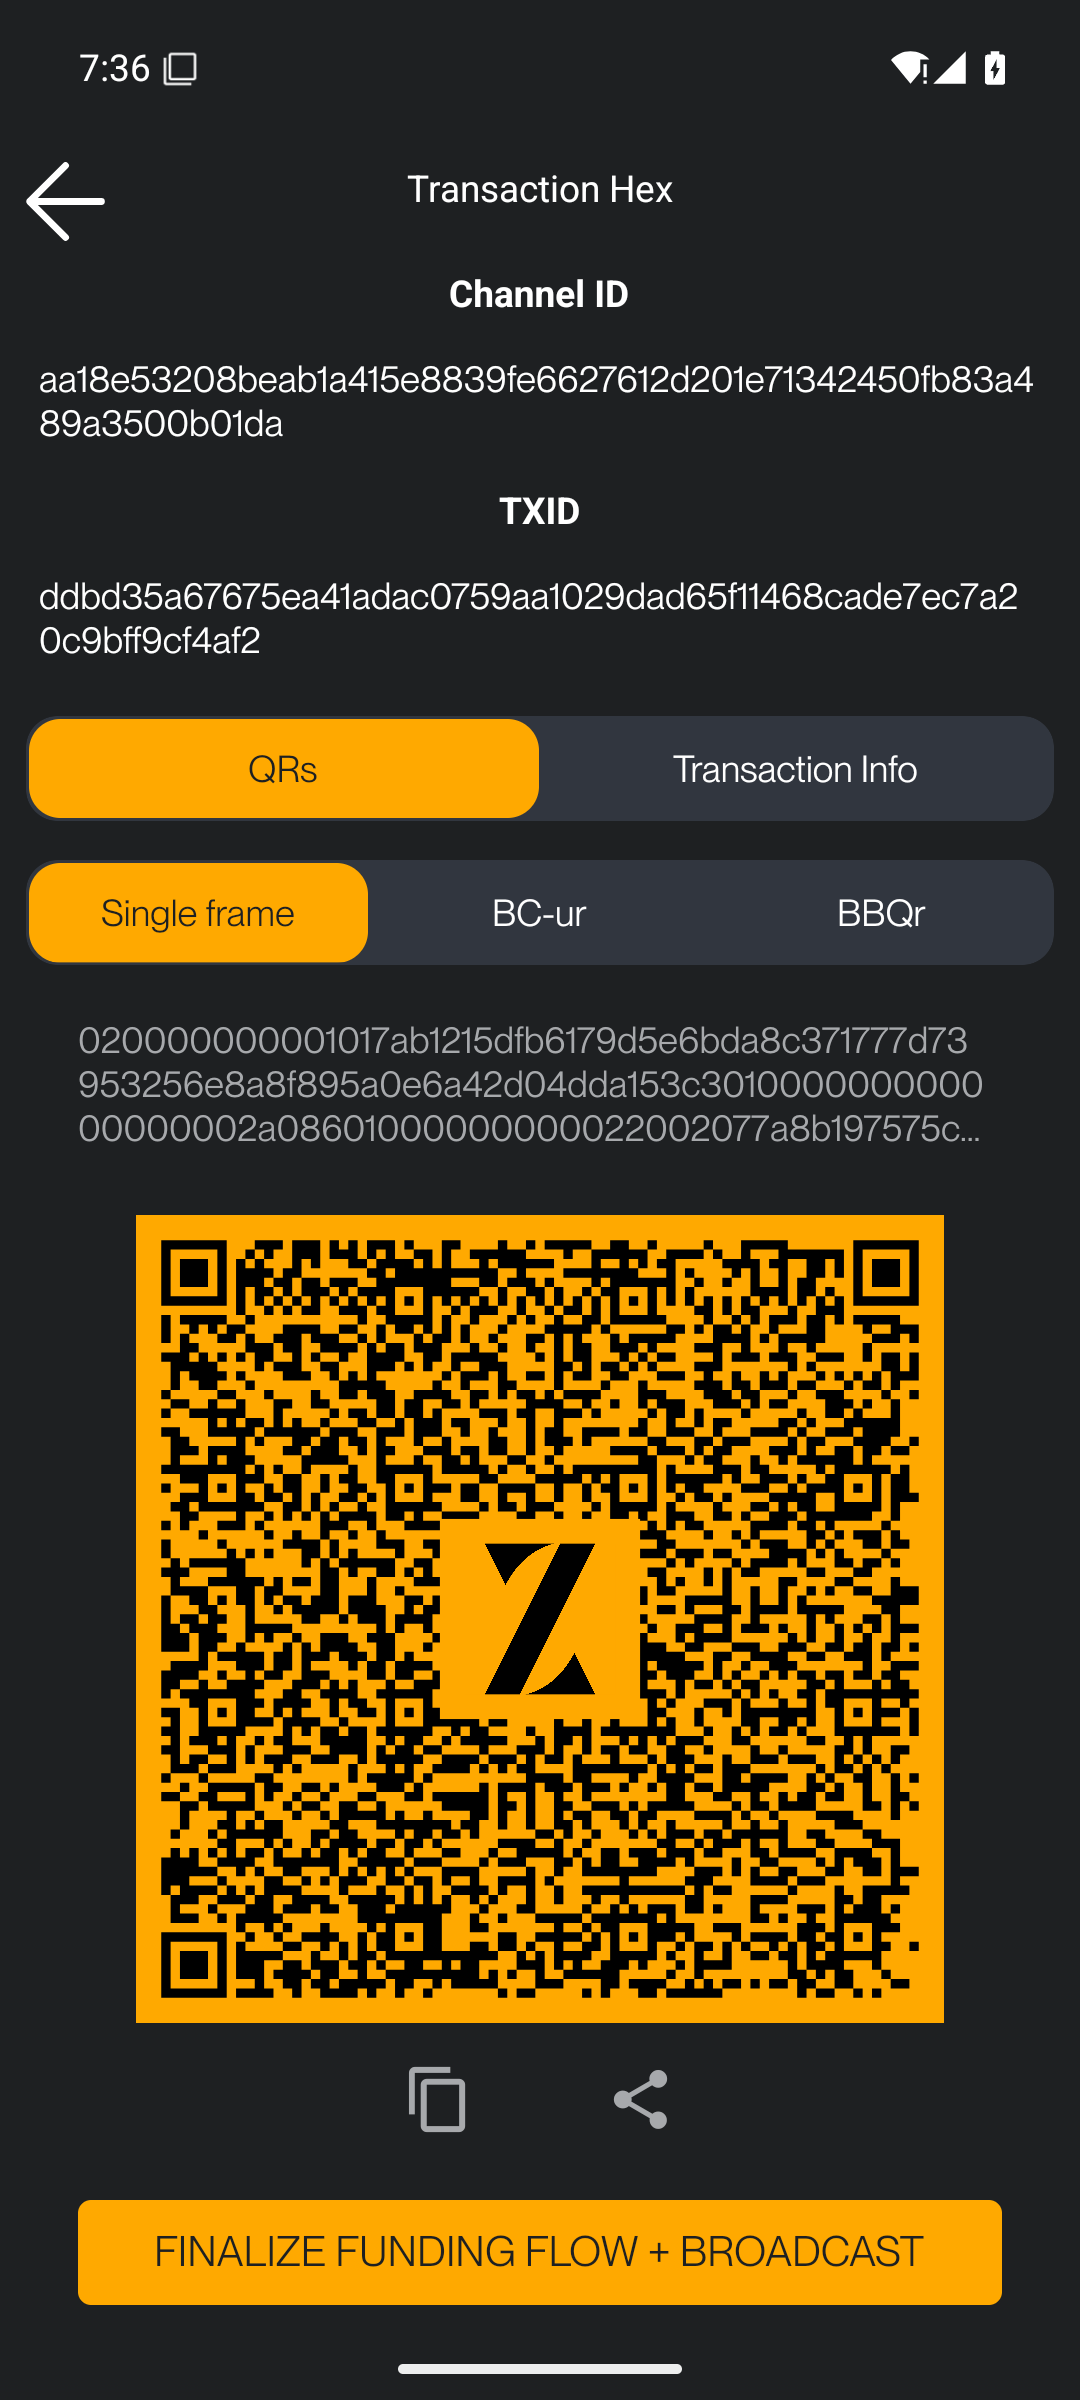 7:36
Transaction Hex
Channel ID
aa18e53208beab1a415e8839fe6627612d201e71342450fb83a4
89a3500b01da
TXID
ddbd35a67675ea41adac0759aa1029dad65f11468cade7ec7a2
0c9bff9cf4af2
QRs
Transaction Info
Single frame
BC-ur
BBQr
020000000001017ab1215dfb6179d5e6bda8c371777d73
953256e8a8f895a0e6a42d04dda153c3010000000000
00000002a086010000000000022002077a8b197575c...
FINALIZE FUNDING FLOW + BROADCAST